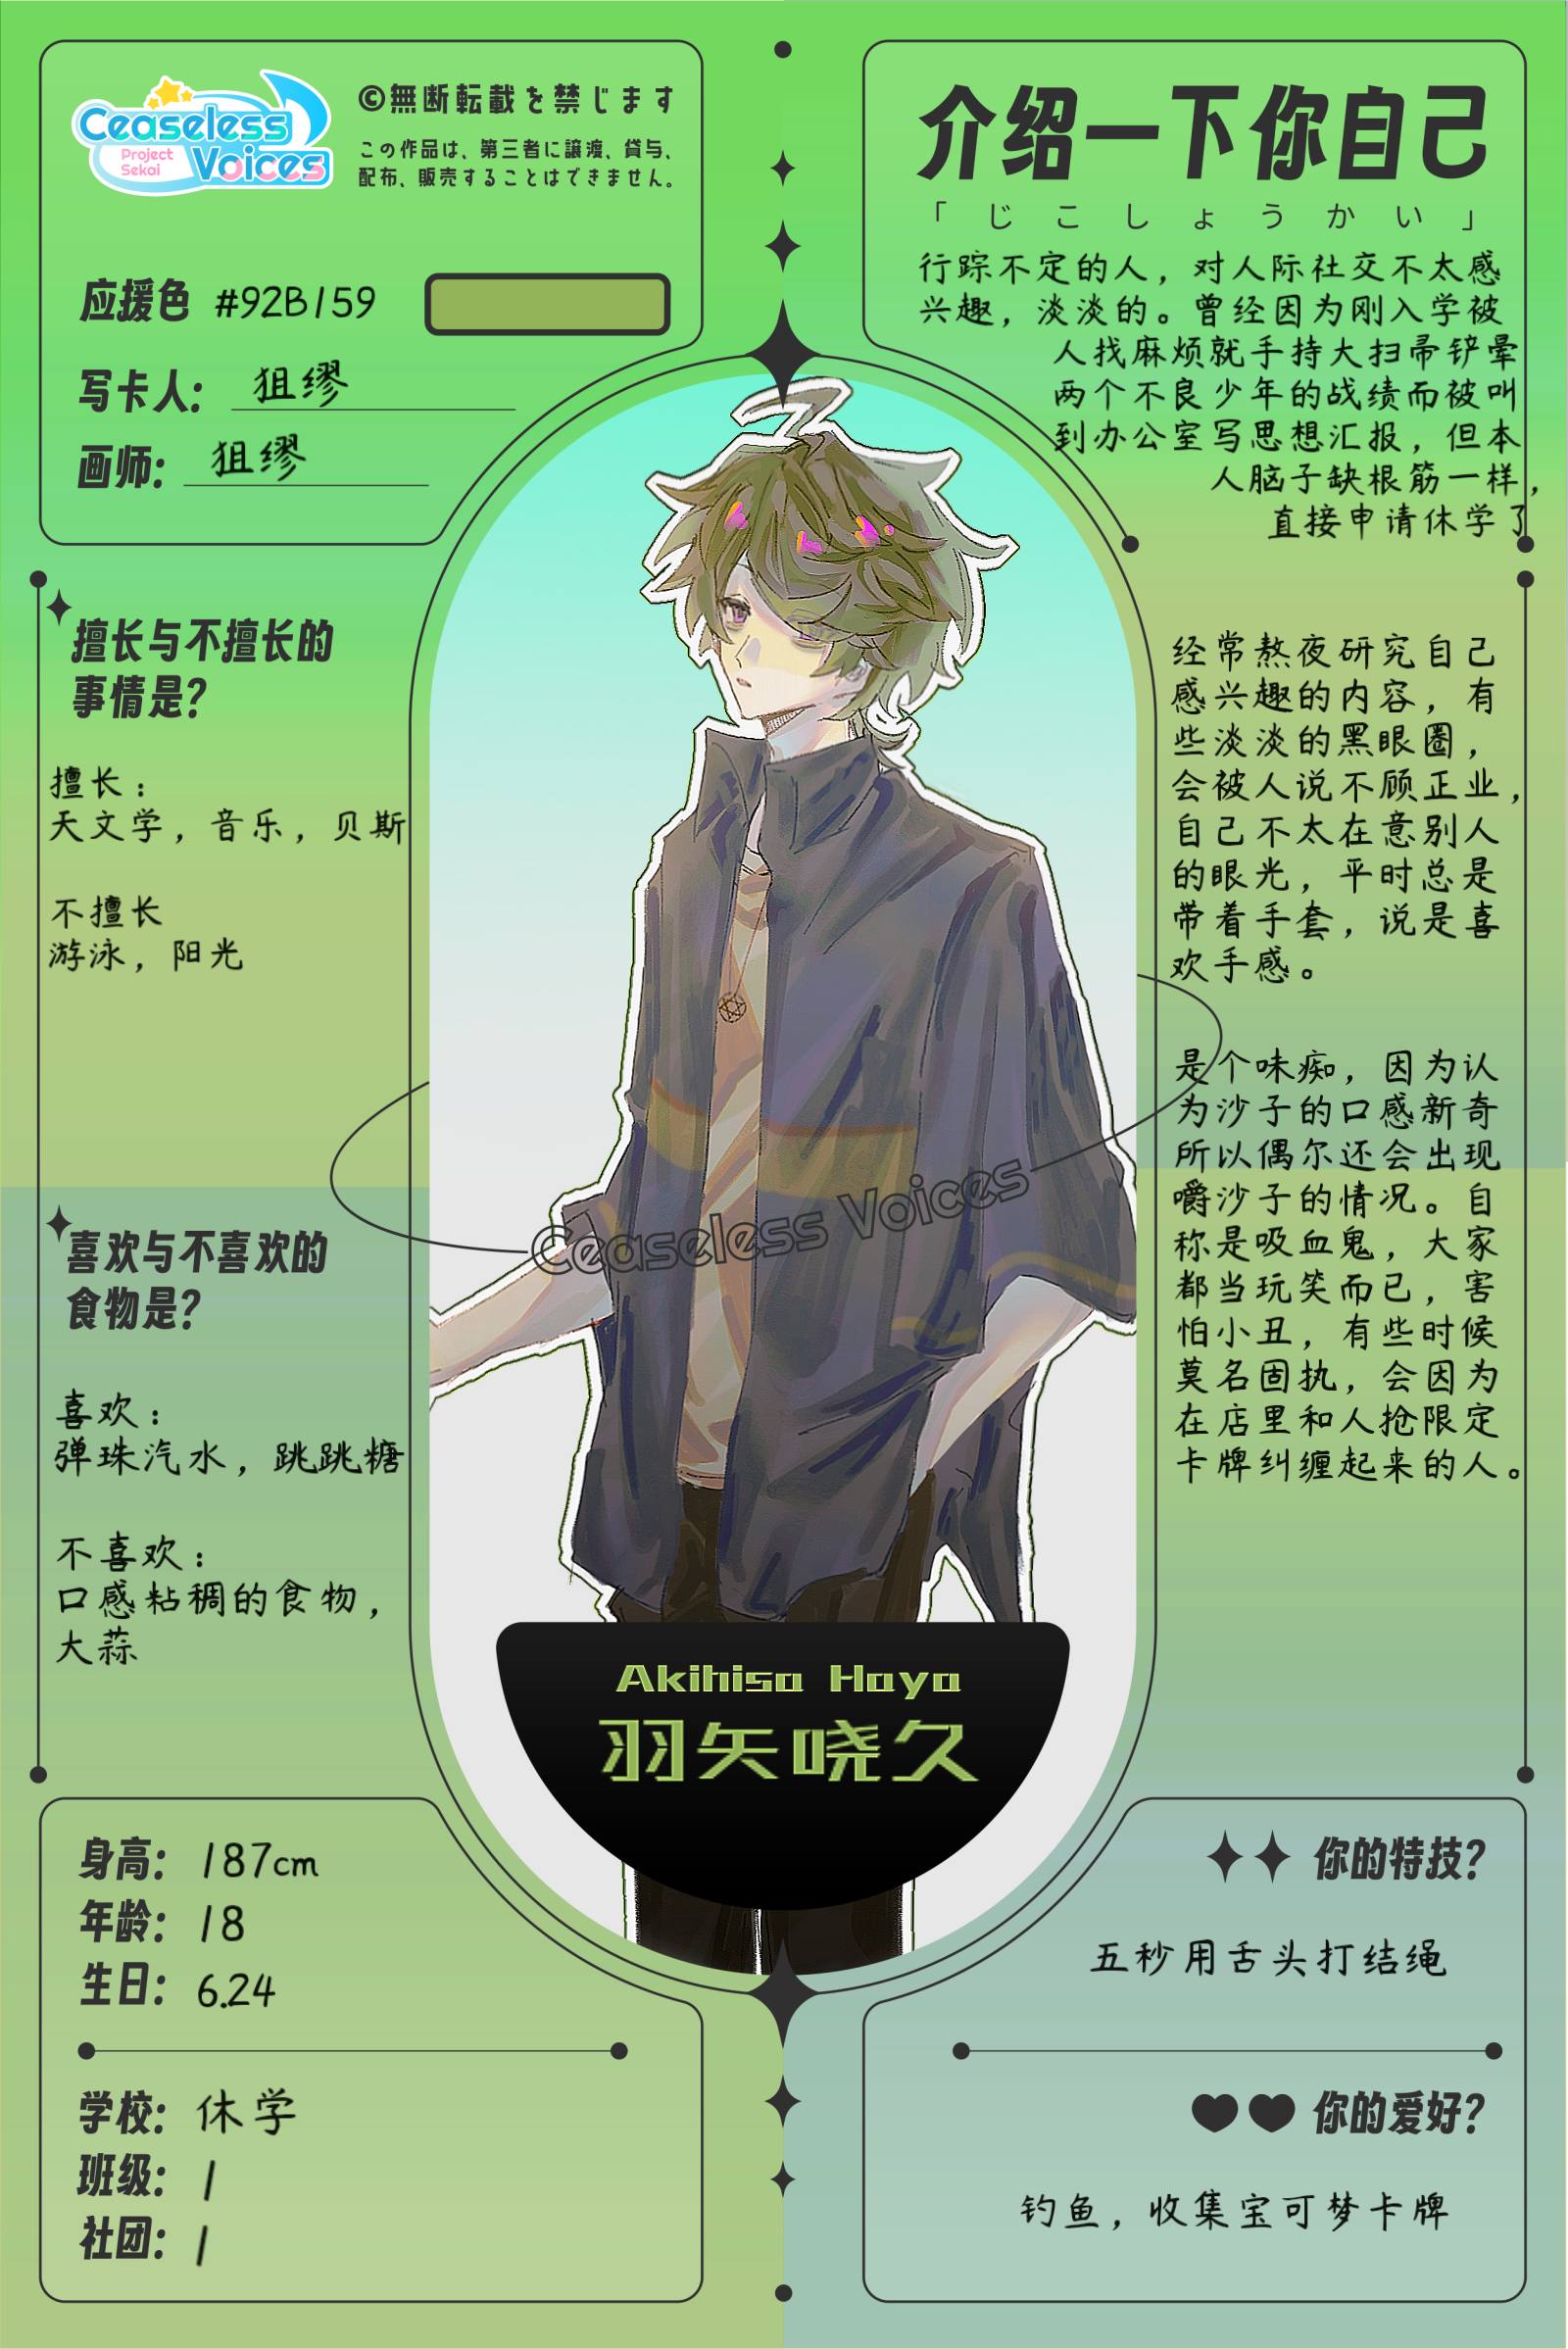 Ceaseless
Voices
Project
Sekai
©無断転載を禁じます
この作品は、第三者に譲渡、貸与、
配布、販売することはできません。
应援色 #92B159
写卡人: 狙缪
画师: 狙缪
介绍一下你自己
「じこしょうかい」
行踪不定的人，对人际社交不太感
兴趣，淡淡的。曾经因为刚入学被
人找麻烦就手持大扫帚铲晕
两个不良少年的战绩而被叫
到办公室写思想汇报，但本
人脑子缺根筋一样，
直接申请休学了
擅长与不擅长的
事情是?
擅长：
天文学，音乐，贝斯
不擅长
游泳，阳光
喜欢与不喜欢的
食物是?
喜欢：
弹珠汽水，跳跳糖
不喜欢：
口感粘稠的食物，
大蒜
经常熬夜研究自己
感兴趣的内容，有
些淡淡的黑眼圈，
会被人说不顾正业，
自己不太在意别人
的眼光，平时总是
带着手套，说是喜
欢手感。
是个味痴，因为认
为沙子的口感新奇
所以偶尔还会出现
嚼沙子的情况。自
称是吸血鬼，大家
都当玩笑而已，害
怕小丑，有些时候
莫名固执，会因为
在店里和人抢限定
卡牌纠缠起来的人。
Ceaseless Voices
Akihisa Haya
羽矢哓久
身高: 187cm
年龄: 18
生日: 6.24
学校: 休学
班级: /
社团: /
你的特技?
五秒用舌头打结绳
你的爱好?
钓鱼，收集宝可梦卡牌